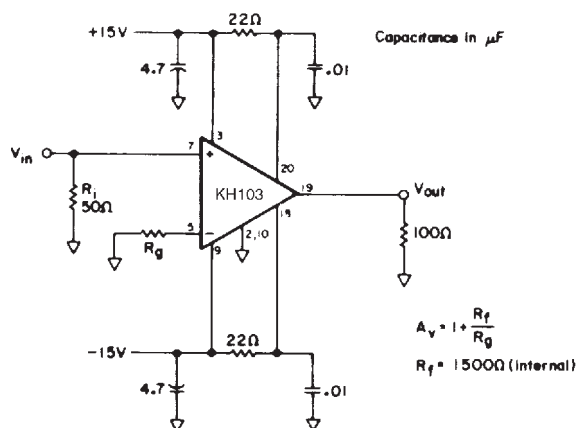 22Ω
+15V
Capacitance in μF
4.7
.01
3
20
Vin
7
+
KH103
19
Vout
Ri
50Ω
18
5
−
Rg
2,10
9
100Ω
Av = 1 + Rf/Rg
Rf = 1500Ω (internal)
22Ω
−15V
4.7
.01